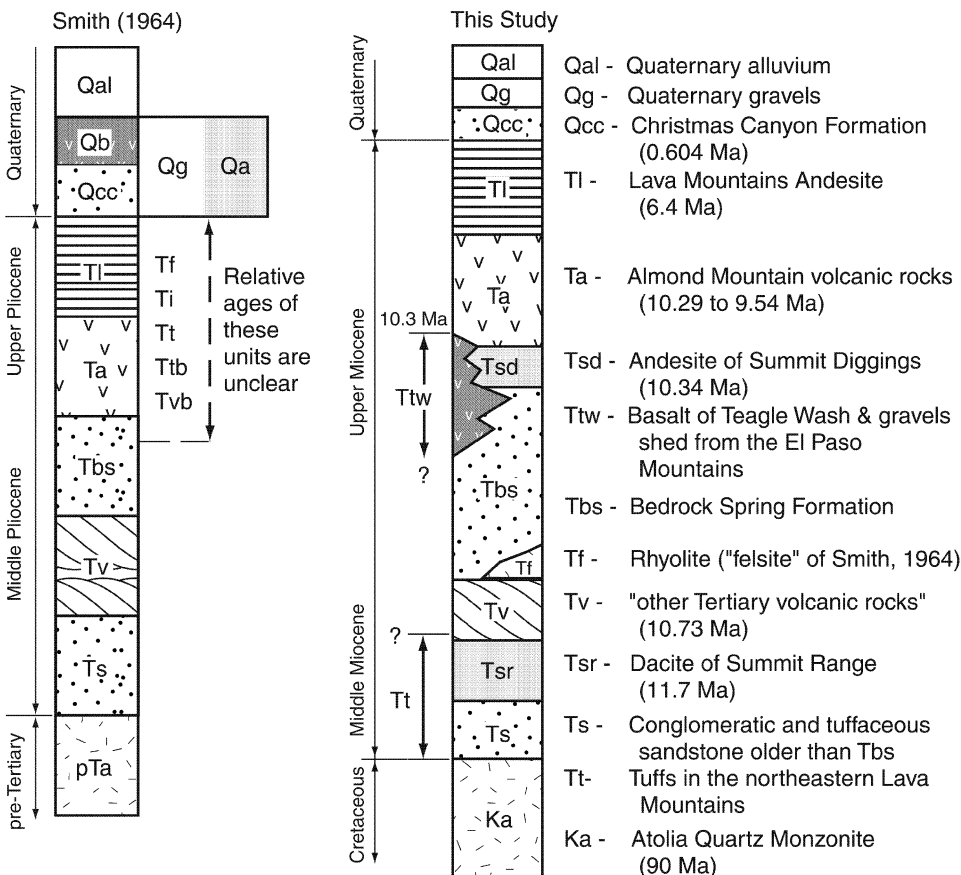 Smith (1964)
Quaternary
Upper Pliocene
Middle Pliocene
pre-Tertiary
Qal
Qb
Qcc
Qg
Qa
Tl
Ta
Tbs
Tv
Ts
pTa
Tf
Ti
Tt
Ttb
Tvb
Relative
ages of
these
units are
unclear
This Study
Quaternary
Upper Miocene
Middle Miocene
Cretaceous
10.3 Ma
Ttw
?
?
Tt
Qal
Qg
Qcc
Tl
Ta
Tsd
Tbs
Tf
Tv
Tsr
Ts
Ka
Qal - Quaternary alluvium
Qg - Quaternary gravels
Qcc - Christmas Canyon Formation
(0.604 Ma)
Tl - Lava Mountains Andesite
(6.4 Ma)
Ta - Almond Mountain volcanic rocks
(10.29 to 9.54 Ma)
Tsd - Andesite of Summit Diggings
(10.34 Ma)
Ttw - Basalt of Teagle Wash & gravels
shed from the El Paso
Mountains
Tbs - Bedrock Spring Formation
Tf - Rhyolite ("felsite" of Smith, 1964)
Tv - "other Tertiary volcanic rocks"
(10.73 Ma)
Tsr - Dacite of Summit Range
(11.7 Ma)
Ts - Conglomeratic and tuffaceous
sandstone older than Tbs
Tt- Tuffs in the northeastern Lava
Mountains
Ka - Atolia Quartz Monzonite
(90 Ma)